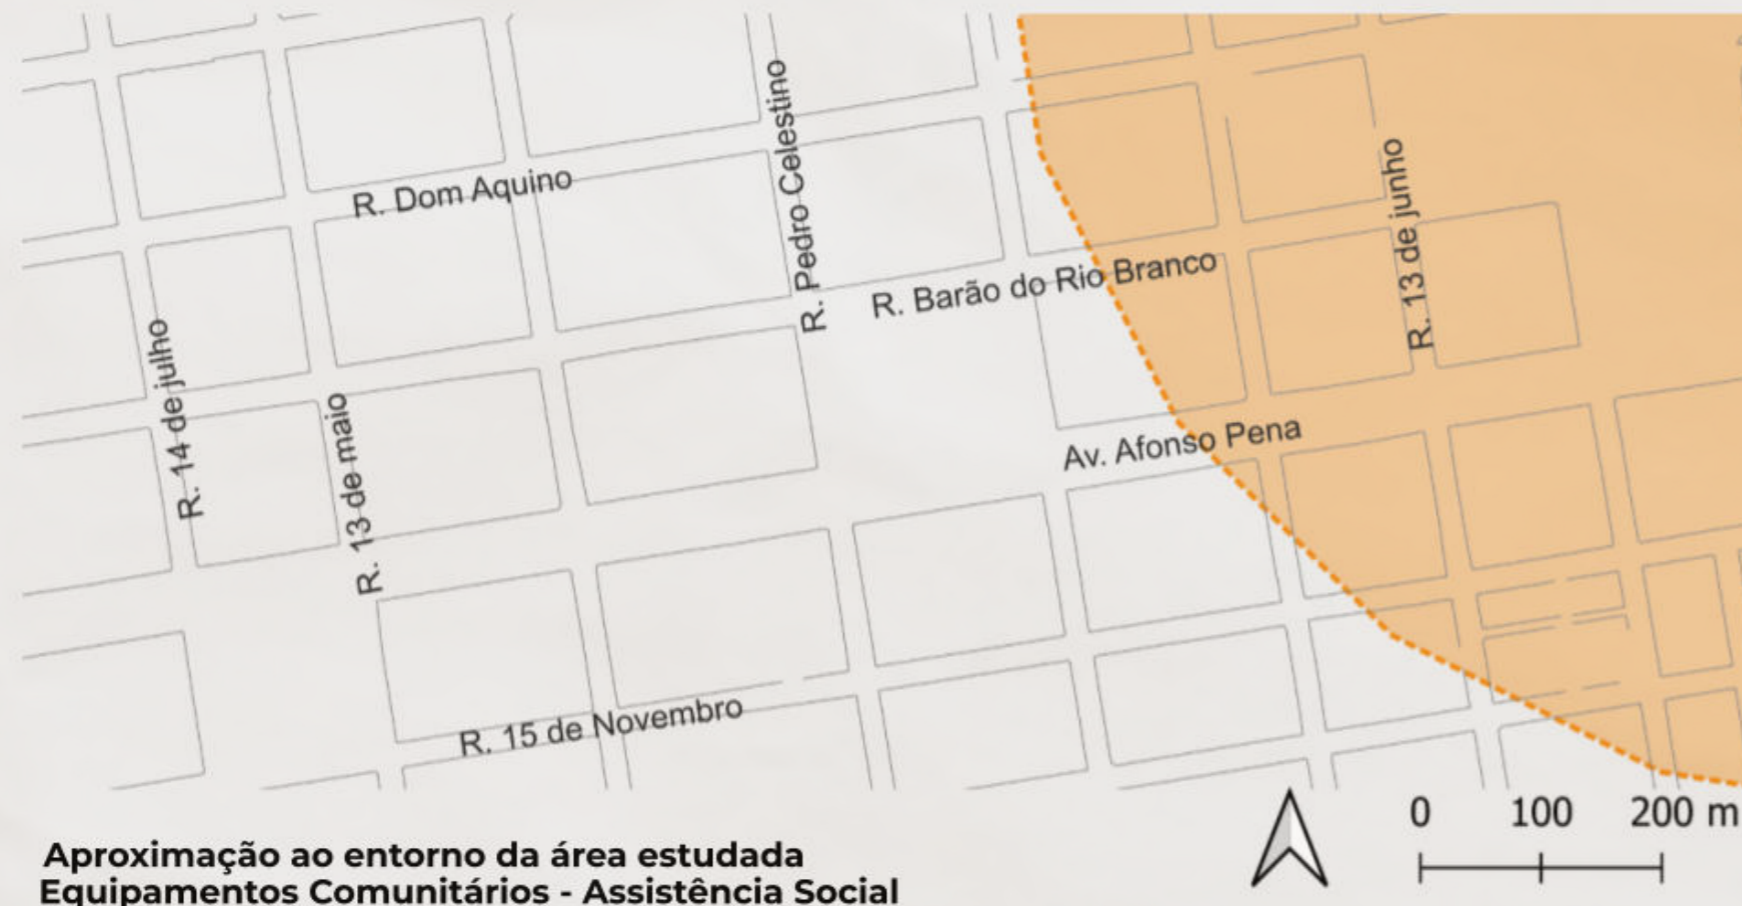 R. Dom Aquino
R. Pedro Celestino
R. Barão do Rio Branco
R. 13 de junho
R. 14 de julho
R. 13 de maio
Av. Afonso Pena
R. 15 de Novembro
0 100 200 m
Aproximação ao entorno da área estudada
Equipamentos Comunitários - Assistência Social